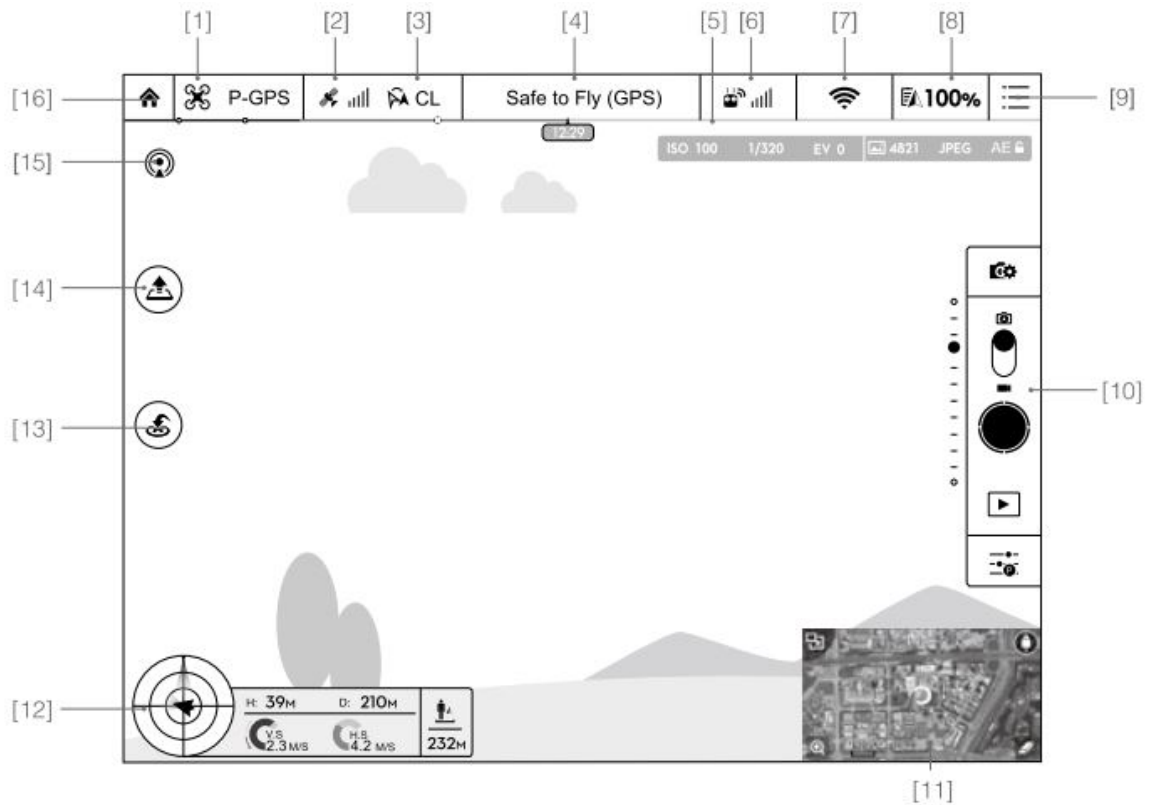 [1] [2] [3] [4] [5] [6] [7] [8]
[16] P-GPS CL Safe to Fly (GPS) 100% [9]
12:29
ISO 100 1/320 EV 0 4821 JPEG AE
[15]
[14]
[10]
[13]
P
H: 39M D: 210M
[12] V.S 2.3 M/S H.S 4.2 M/S 232M
[11]